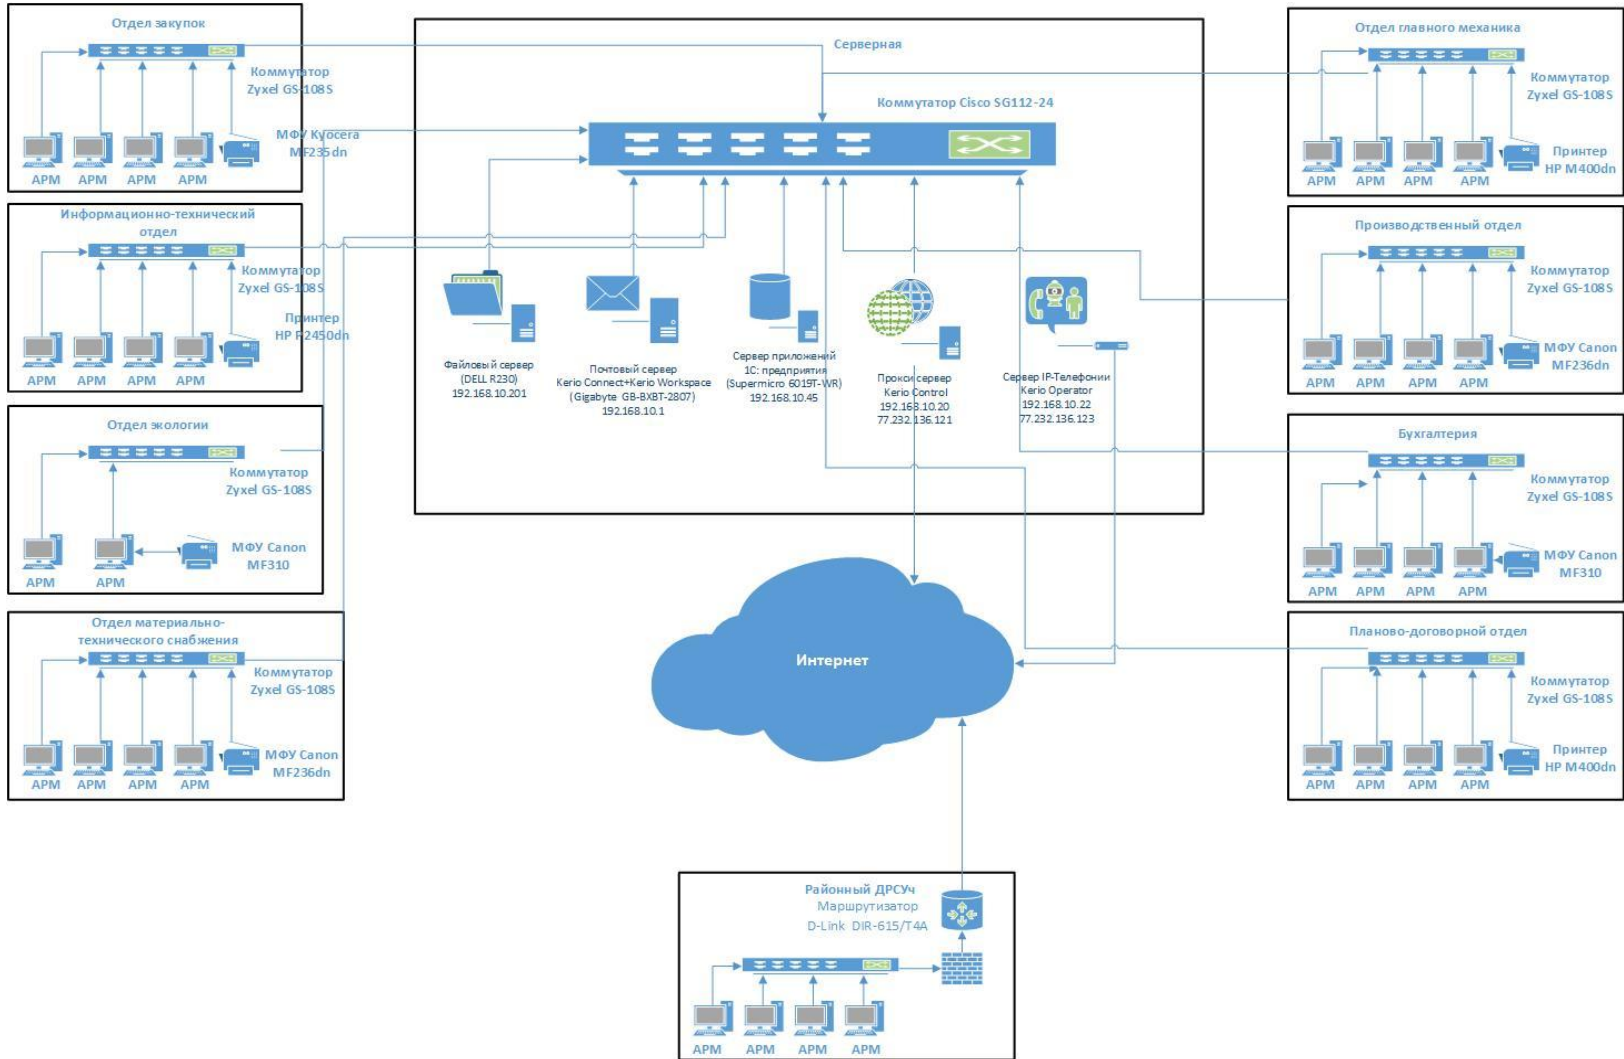 Отдел закупок
Коммутатор
Zyxel GS-108S
МФУ Kyocera
MF235dn
АРМ
АРМ
АРМ
АРМ
Информационно-технический
отдел
Коммутатор
Zyxel GS-108S
Принтер
HP P2450dn
АРМ
АРМ
АРМ
АРМ
Отдел экологии
Коммутатор
Zyxel GS-108S
МФУ Canon
MF310
АРМ
АРМ
Отдел материально-
технического снабжения
Коммутатор
Zyxel GS-108S
МФУ Canon
MF236dn
АРМ
АРМ
АРМ
АРМ
Серверная
Коммутатор Cisco SG112-24
Файловый сервер
(DELL R230)
192.168.10.201
Почтовый сервер
Kerio Connect+Kerio Workspace
(Gigabyte GB-BXBT-2807)
192.168.10.1
Сервер приложений
1С: предприятия
(Supermicro 6019T-WR)
192.168.10.45
Прокси сервер
Kerio Control
192.168.10.20
77.232.136.121
Сервер IP-Телефонии
Kerio Operator
192.168.10.22
77.232.136.123
Интернет
Районный ДРСУч
Маршрутизатор
D-Link DIR-615/T4A
АРМ
АРМ
АРМ
АРМ
Отдел главного механика
Коммутатор
Zyxel GS-108S
Принтер
HP M400dn
АРМ
АРМ
АРМ
АРМ
Производственный отдел
Коммутатор
Zyxel GS-108S
МФУ Canon
MF236dn
АРМ
АРМ
АРМ
АРМ
Бухгалтерия
Коммутатор
Zyxel GS-108S
МФУ Canon
MF310
АРМ
АРМ
АРМ
АРМ
Планово-договорной отдел
Коммутатор
Zyxel GS-108S
Принтер
HP M400dn
АРМ
АРМ
АРМ
АРМ